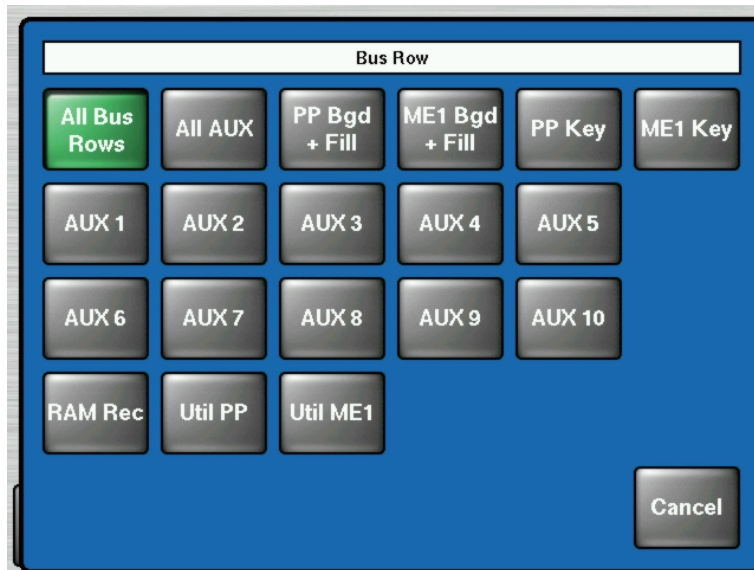 Bus Row
All Bus
Rows
All AUX
PP Bgd
+ Fill
ME1 Bgd
+ Fill
PP Key
ME1 Key
AUX 1
AUX 2
AUX 3
AUX 4
AUX 5
AUX 6
AUX 7
AUX 8
AUX 9
AUX 10
RAM Rec
Util PP
Util ME1
Cancel